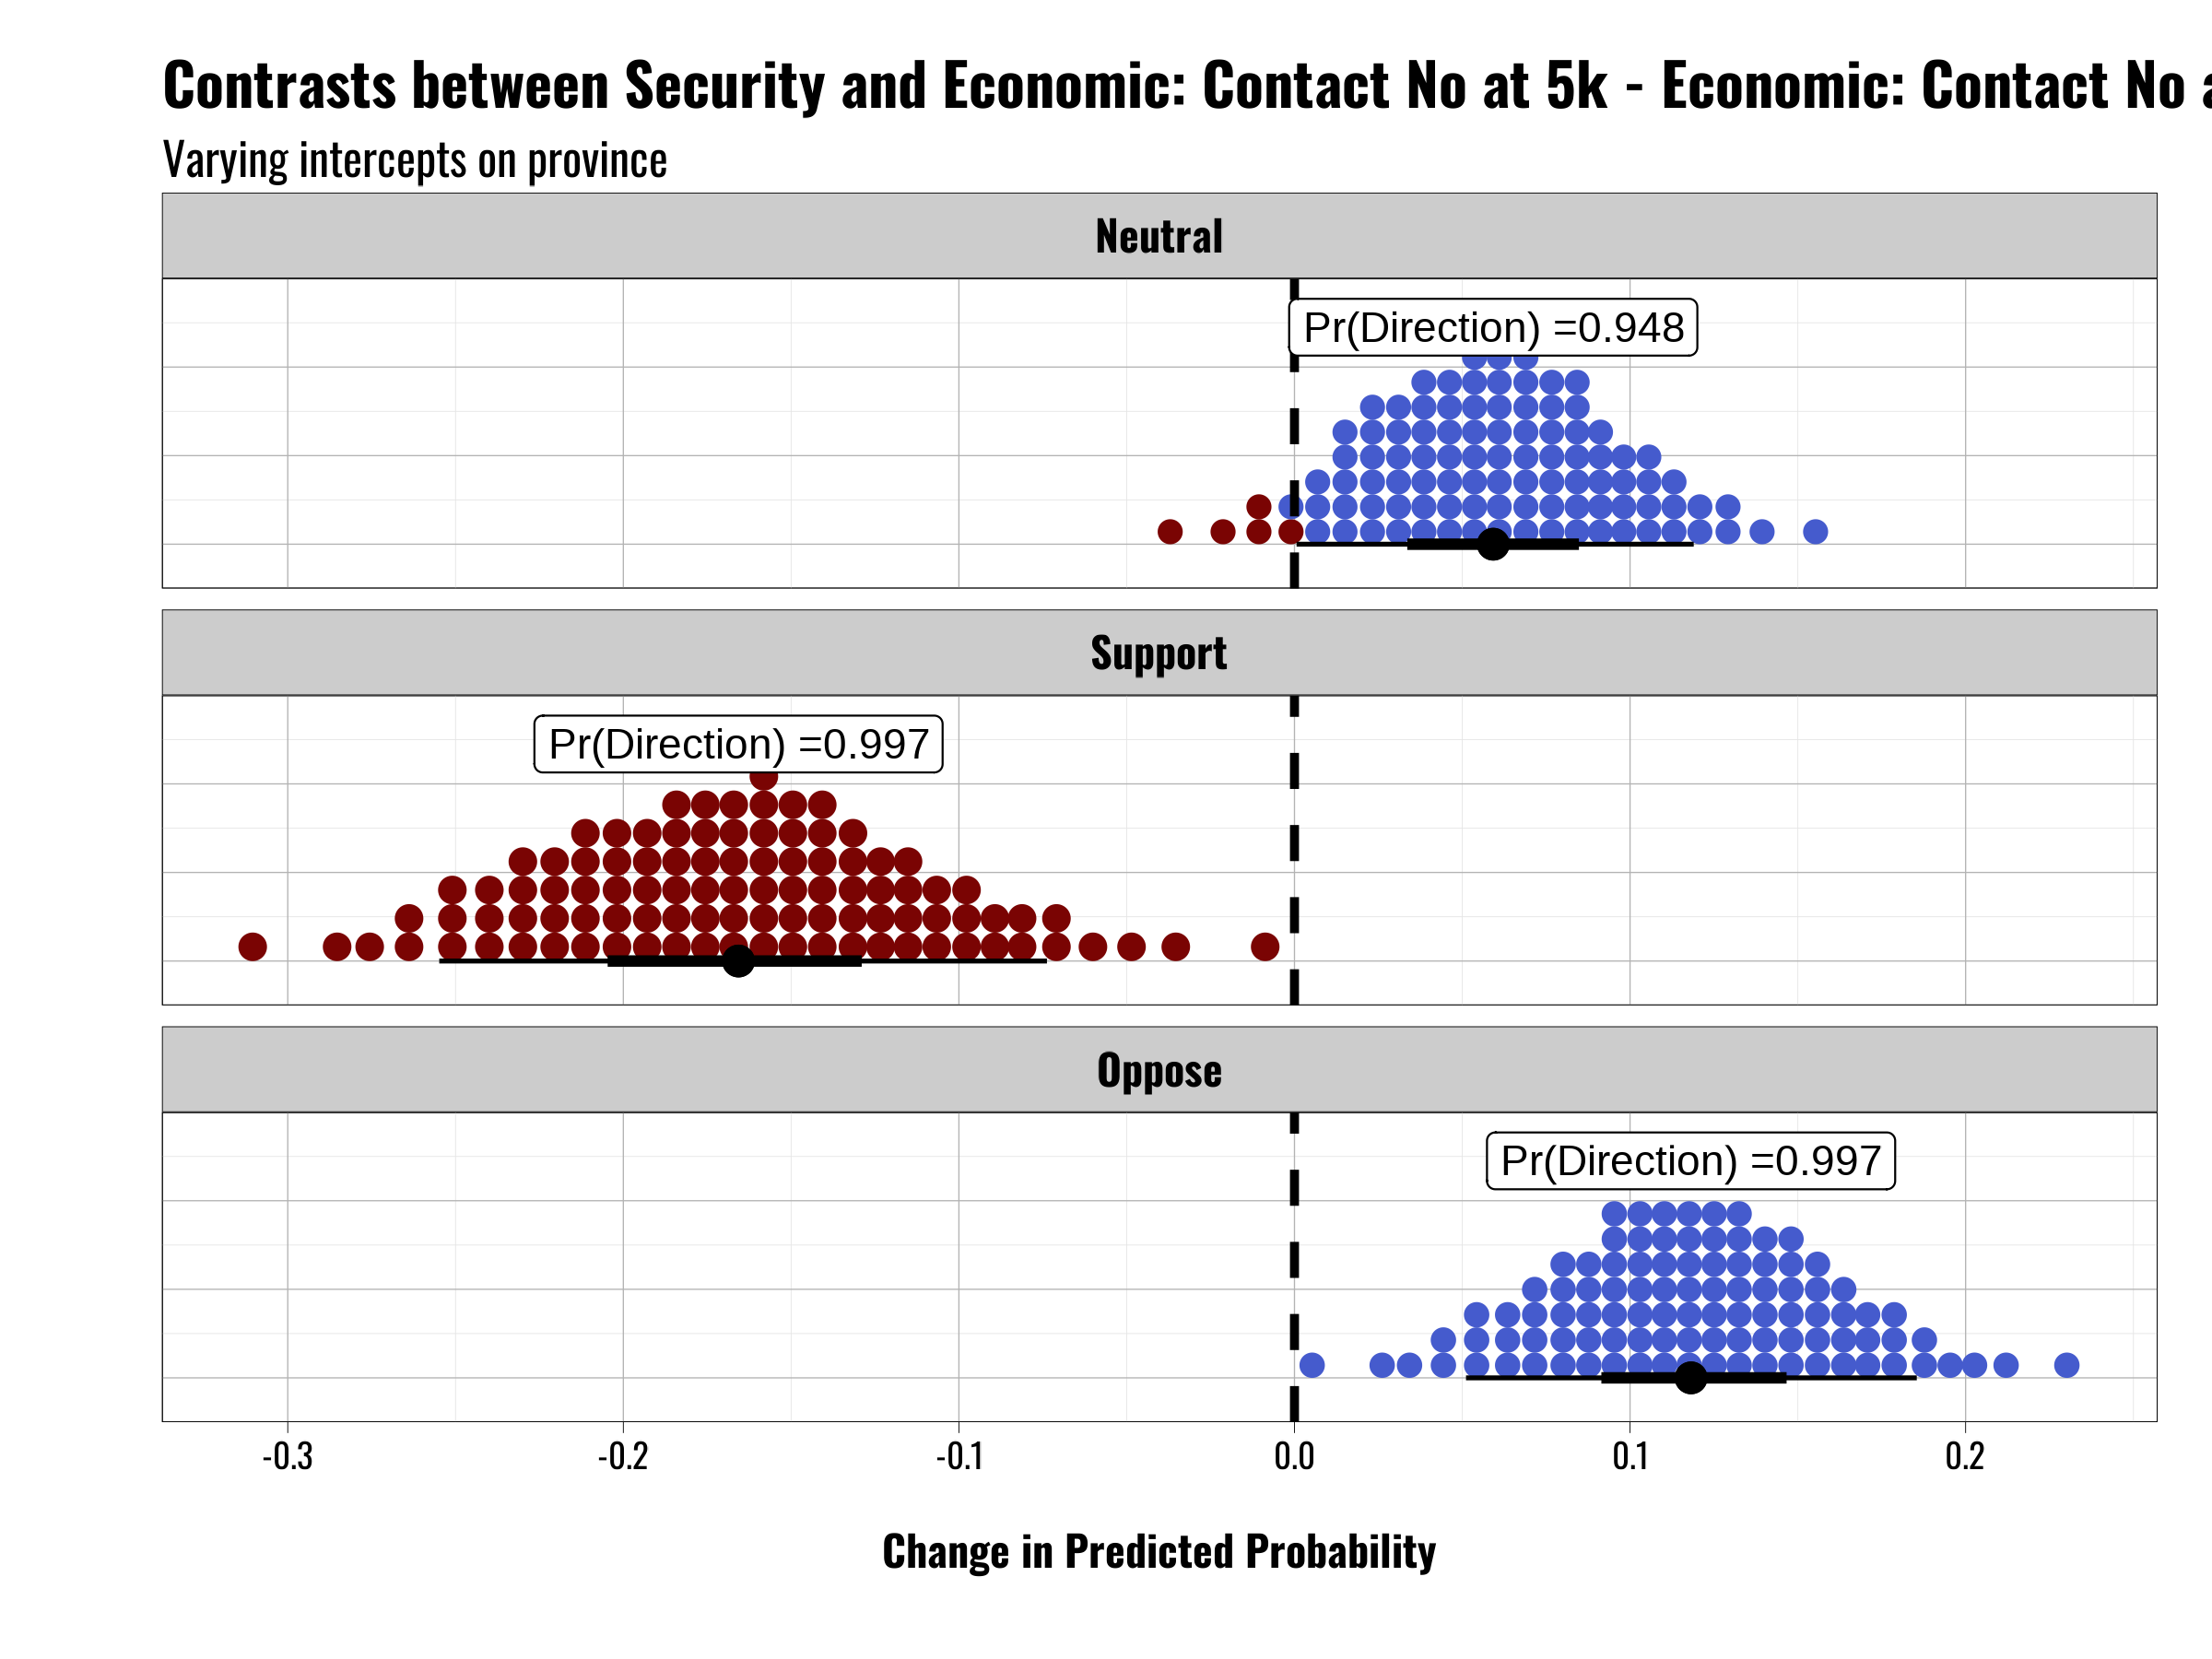 Contrasts between Security and Economic: Contact No at 5k - Economic: Contact No
Varying intercepts on province
Neutral
Pr(Direction) =0.948
Support
Pr(Direction) =0.997
Oppose
Pr(Direction) =0.997
-0.3 -0.2 -0.1 0.0 0.1 0.2
Change in Predicted Probability